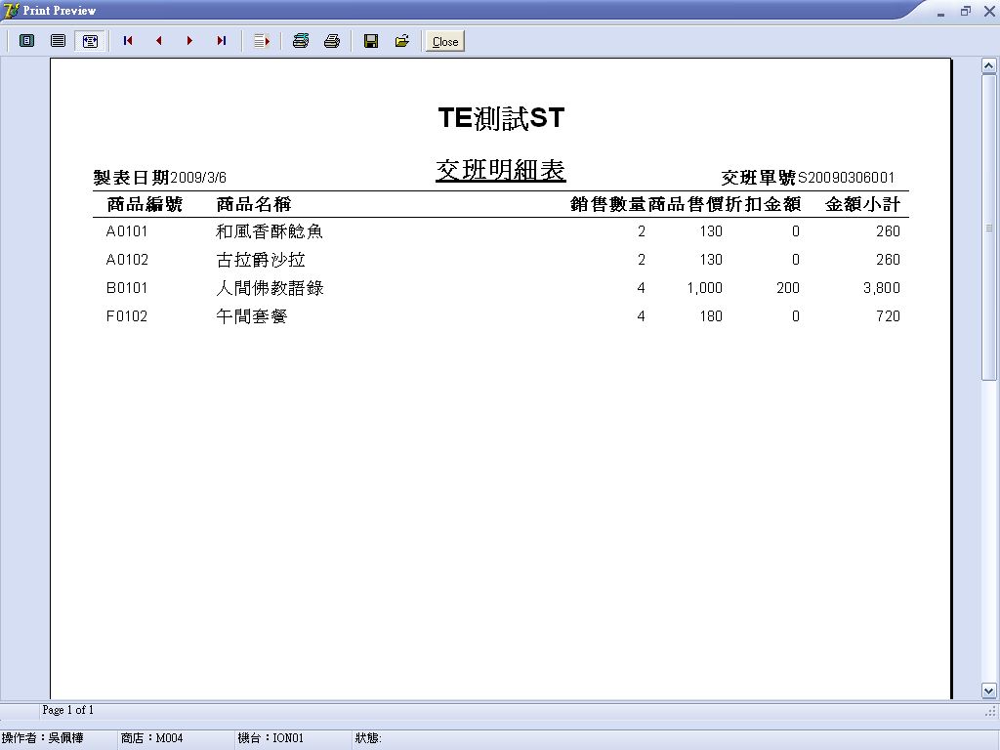 Print Preview
Close
TE測試ST
交班明細表
製表日期2009/3/6 交班單號S20090306001
商品編號 商品名稱 銷售數量商品售價折扣金額 金額小計
A0101 和風香酥鯰魚 2 130 0 260
A0102 古拉爵沙拉 2 130 0 260
B0101 人間佛教語錄 4 1,000 200 3,800
F0102 午間套餐 4 180 0 720
Page 1 of 1
操作者：吳佩樺 商店：M004 機台：ION01 狀態: